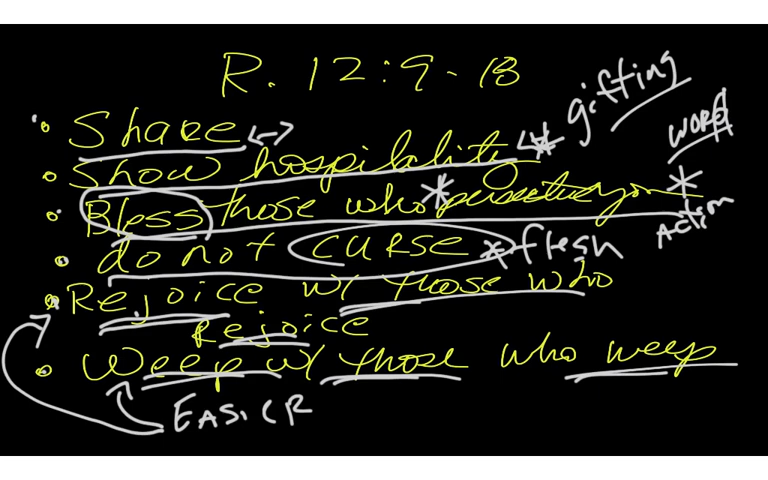 R. 12:9-18
• Share ↔
gifting
• Show hospitality *
WORD
• Bless those who * persecute you *
Action
• do not CURSE * flesh
• Rejoice w/ those who
Rejoice
• Weep w/ those who weep
EASIER